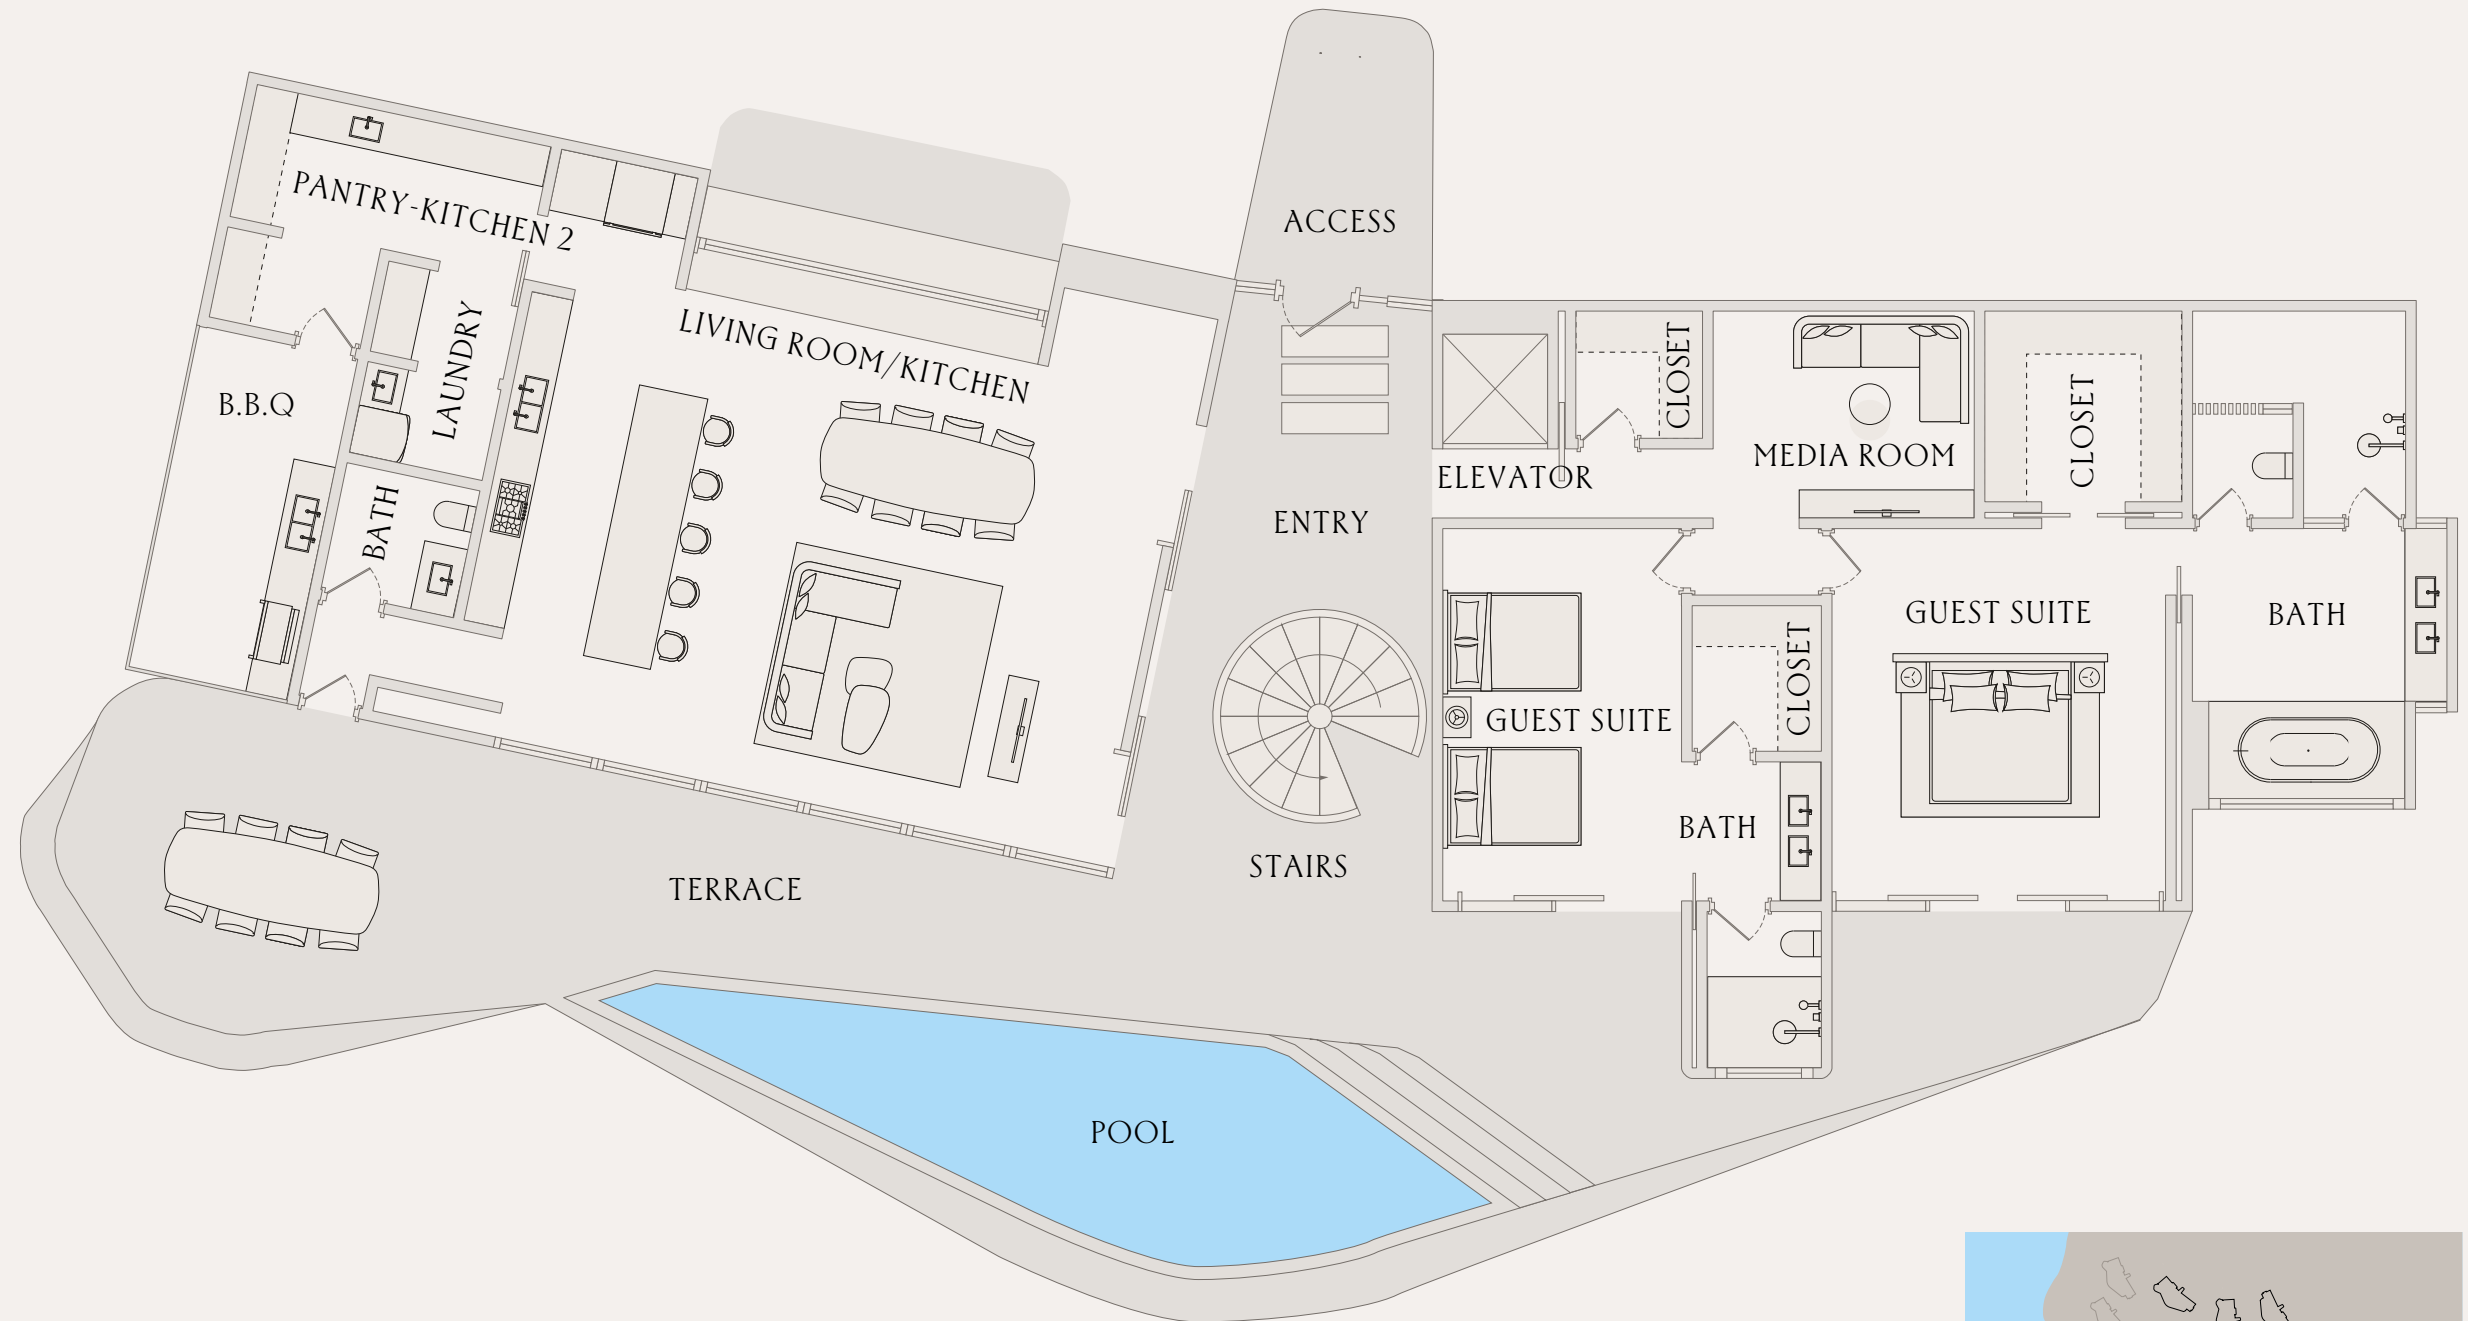 ACCESS
PANTRY-KITCHEN 2
LIVING ROOM/KITCHEN
LAUNDRY
B.B.Q
BATH
CLOSET
MEDIA ROOM
CLOSET
ELEVATOR
ENTRY
GUEST SUITE
BATH
CLOSET
GUEST SUITE
BATH
STAIRS
TERRACE
POOL